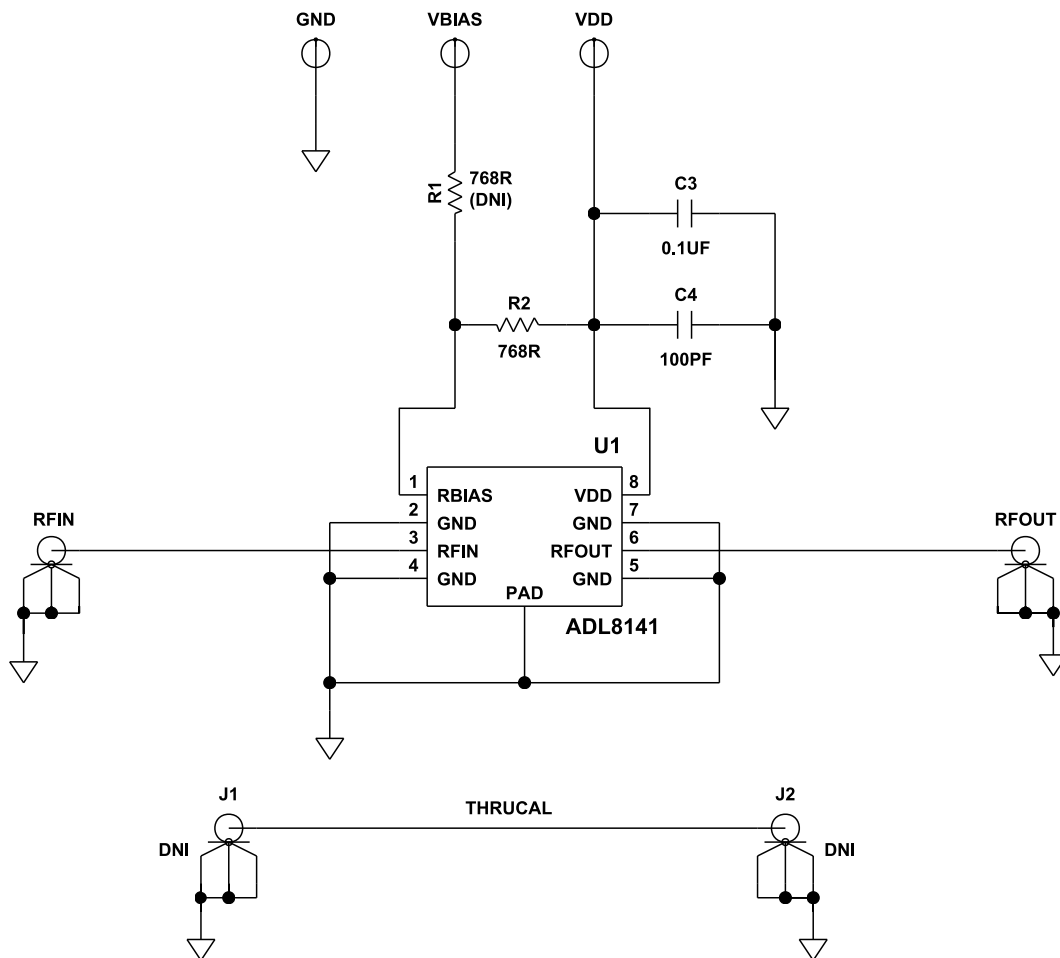 GND
VBIAS
VDD
R1
768R
(DNI)
C3
0.1UF
R2
768R
C4
100PF
U1
1
2
3
4
RBIAS
GND
RFIN
GND
PAD
VDD
GND
RFOUT
GND
8
7
6
5
ADL8141
RFIN
RFOUT
J1
THRUCAL
J2
DNI
DNI